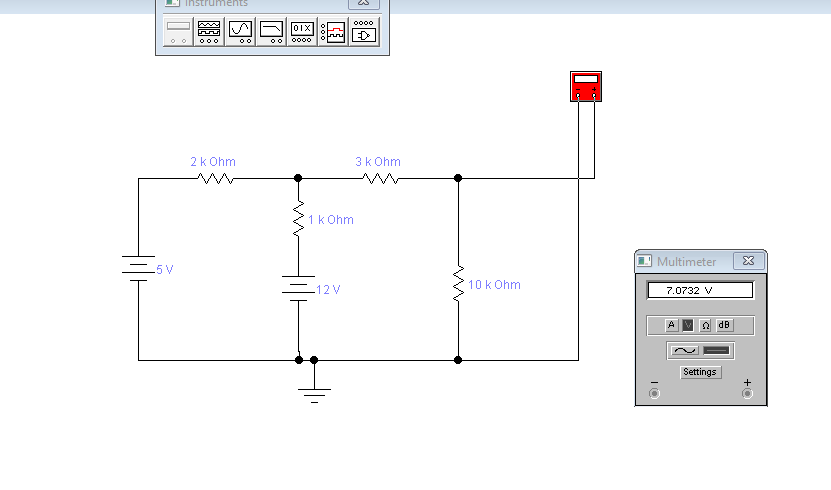 Instruments
2 k Ohm
3 k Ohm
1 k Ohm
5 V
12 V
10 k Ohm
Multimeter
7.0732 V
A V Ω dB
Settings
− +